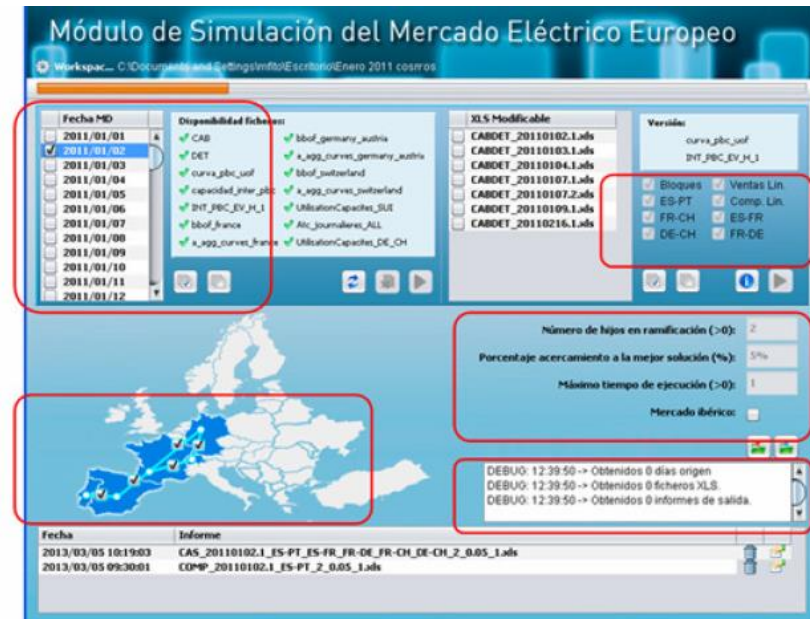 Módulo de Simulación del Mercado Eléctrico Europeo
Workspac... C:\Documents and Settings\mfito\Escritorio\Enero 2011 cosmos
Fecha MD
2011/01/01
2011/01/02
2011/01/03
2011/01/04
2011/01/05
2011/01/06
2011/01/07
2011/01/08
2011/01/09
2011/01/10
2011/01/11
2011/01/12
Disponibilidad ficheros:
CAB
DET
curva_pbc_uof
capacidad_inter_pbc
INT_PBC_EV_H_1
bbof_france
a_agg_curves_france
bbof_germany_austria
a_agg_curves_germany_austria
bbof_switzerland
a_agg_curves_switzerland
UtilisationCapacites_SUI
Atc_journalieres_ALL
UtilisationCapacites_DE_CH
XLS Modificable
CABDET_20110102.1.xls
CABDET_20110103.1.xls
CABDET_20110104.1.xls
CABDET_20110107.1.xls
CABDET_20110107.2.xls
CABDET_20110109.1.xls
CABDET_20110216.1.xls
Versión:
curva_pbc_uof
INT_PBC_EV_H_1
Bloques Ventas Lin.
ES-PT Comp. Lin.
FR-CH ES-FR
DE-CH FR-DE
Número de hijos en ramificación (>0): 2
Porcentaje acercamiento a la mejor solución (%): 5%
Máximo tiempo de ejecución (>0): 1
Mercado ibérico:
DEBUG: 12:39:50 -> Obtenidos 0 días origen
DEBUG: 12:39:50 -> Obtenidos 0 ficheros XLS.
DEBUG: 12:39:50 -> Obtenidos 0 informes de salida.
Fecha Informe
2013/03/05 10:19:03 CAS_20110102.1_ES-PT_ES-FR_FR-DE_FR-CH_DE-CH_2_0.05_1.xls
2013/03/05 09:30:01 COMP_20110102.1_ES-PT_2_0.05_1.xls